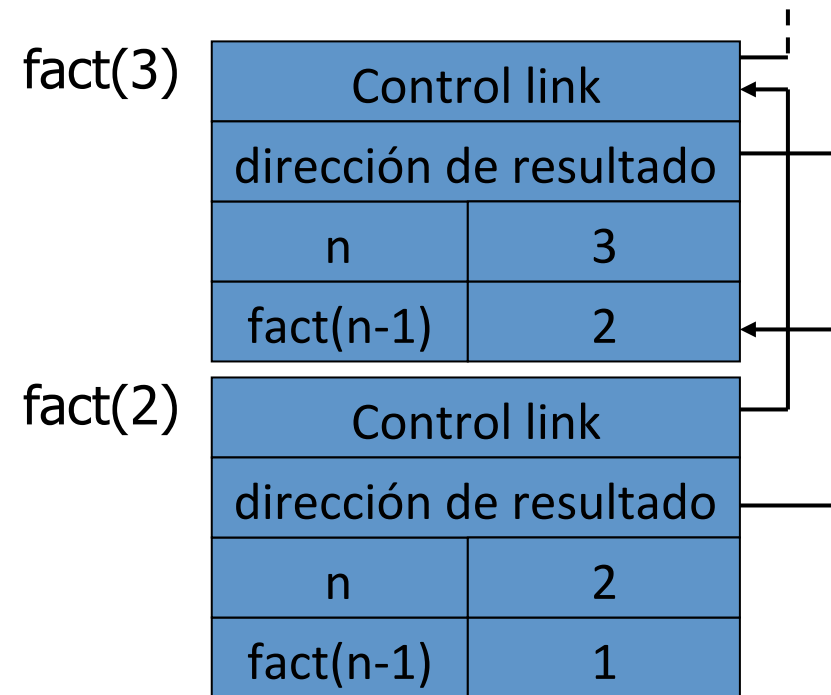 fact(3)
Control link
dirección de resultado
n 3
fact(n-1) 2
fact(2)
Control link
dirección de resultado
n 2
fact(n-1) 1